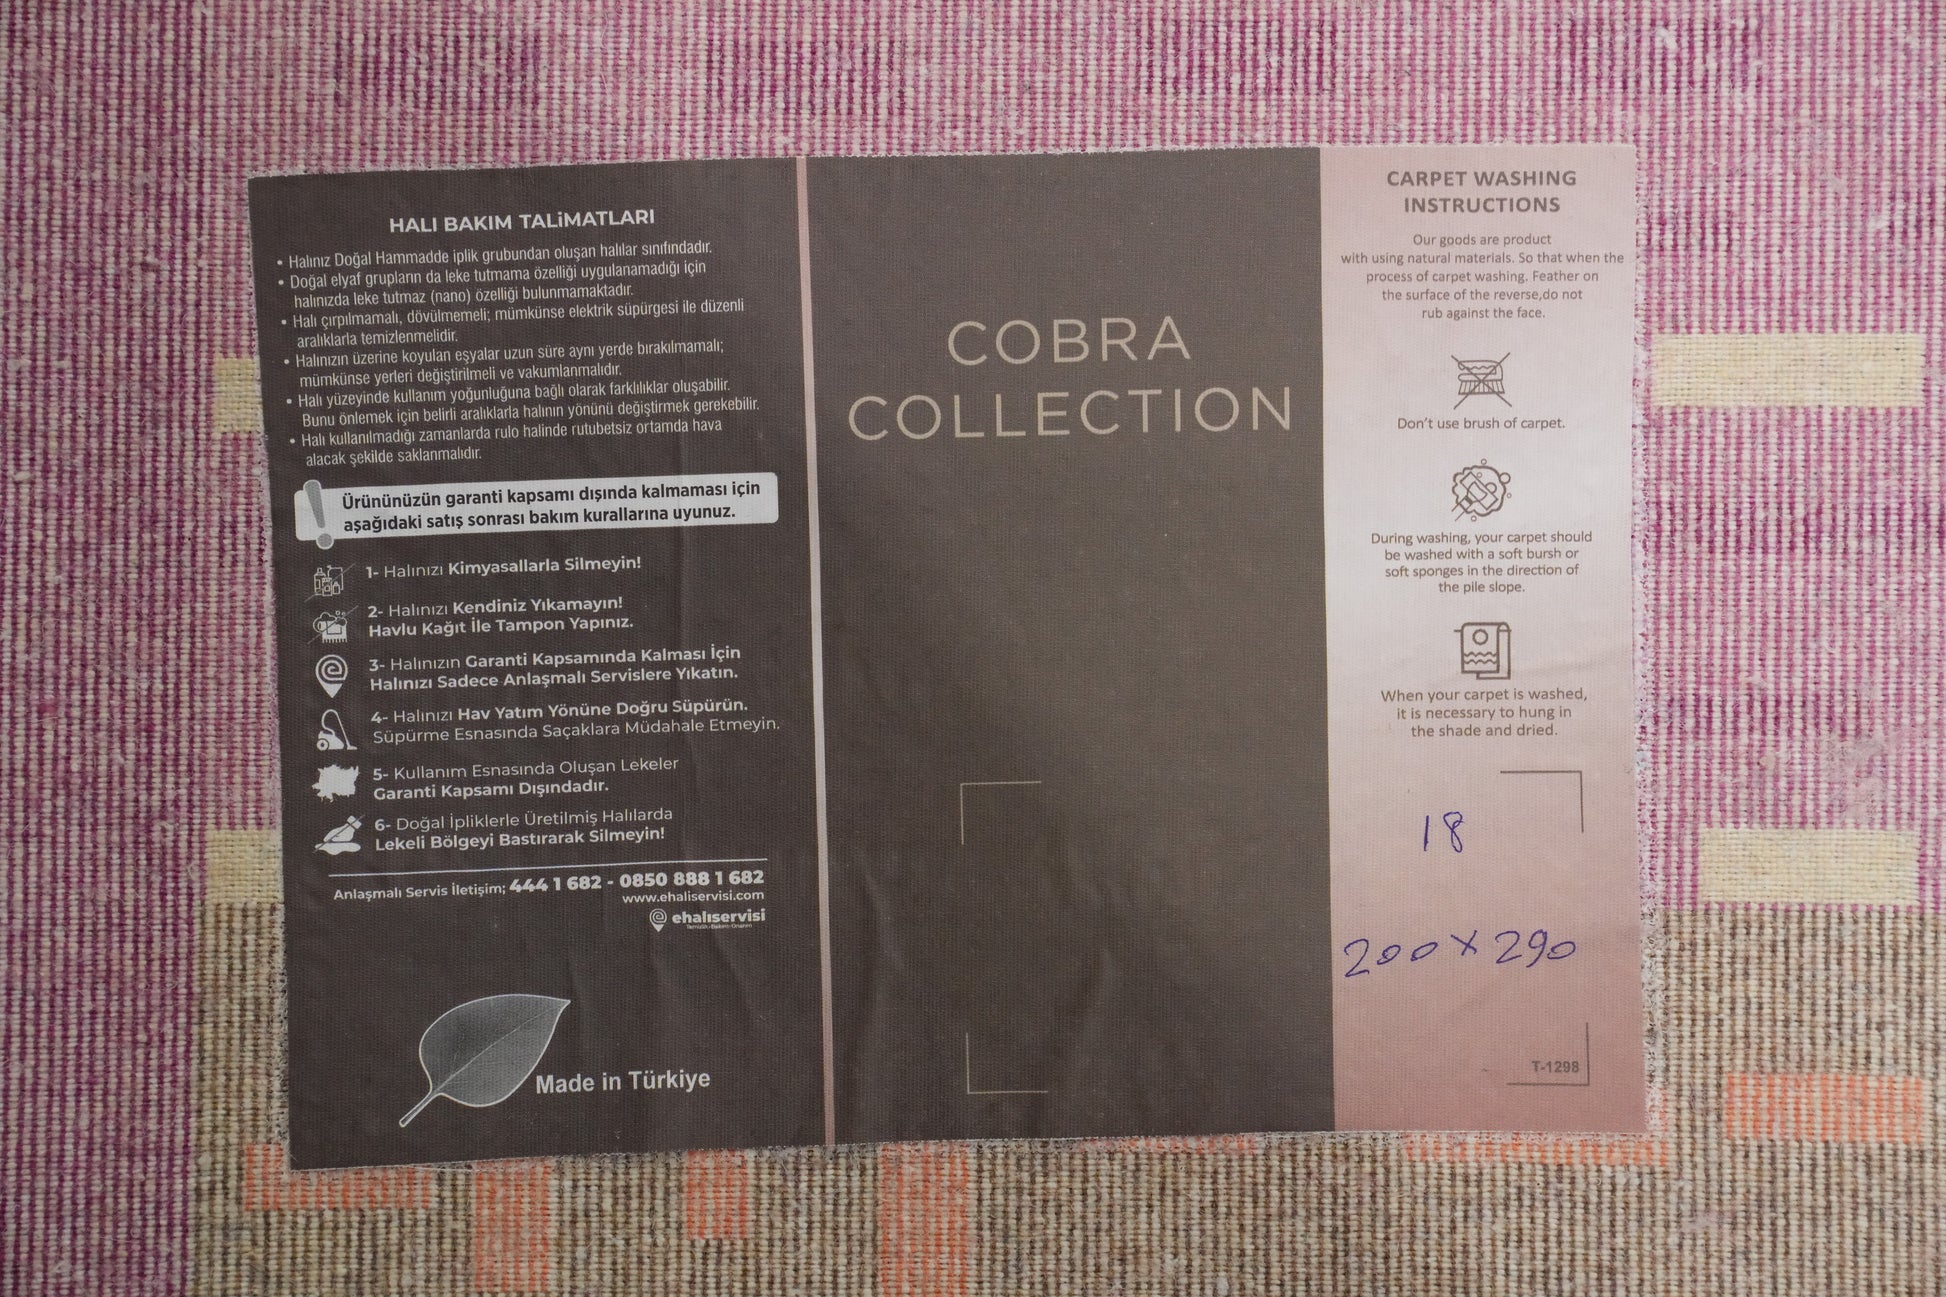 HALI BAKIM TALiMATLARI
• Halınız Doğal Hammadde iplik grubundan oluşan halılar sınıfındadır.
• Doğal elyaf grupların da leke tutmama özelliği uygulanamadığı için
halınızda leke tutmaz (nano) özelliği bulunmamaktadır.
• Halı çırpılmamalı, dövülmemeli; mümkünse elektrik süpürgesi ile düzenli
aralıklarla temizlenmelidir.
• Halınızın üzerine koyulan eşyalar uzun süre aynı yerde bırakılmamalı;
mümkünse yerleri değiştirilmeli ve vakumlanmalıdır.
• Halı yüzeyinde kullanım yoğunluğuna bağlı olarak farklılıklar oluşabilir.
Bunu önlemek için belirli aralıklarla halının yönünü değiştirmek gerekebilir.
• Halı kullanılmadığı zamanlarda rulo halinde rutubetsiz ortamda hava
alacak şekilde saklanmalıdır.
Ürününüzün garanti kapsamı dışında kalmaması için
aşağıdaki satış sonrası bakım kurallarına uyunuz.
1- Halınızı Kimyasallarla Silmeyin!
2- Halınızı Kendiniz Yıkamayın!
Havlu Kağıt İle Tampon Yapınız.
3- Halınızın Garanti Kapsamında Kalması İçin
Halınızı Sadece Anlaşmalı Servislere Yıkatın.
4- Halınızı Hav Yatım Yönüne Doğru Süpürün.
Süpürme Esnasında Saçaklara Müdahale Etmeyin.
5- Kullanım Esnasında Oluşan Lekeler
Garanti Kapsamı Dışındadır.
6- Doğal İpliklerle Üretilmiş Halılarda
Lekeli Bölgeyi Bastırarak Silmeyin!
Anlaşmalı Servis İletişim; 444 1 682 - 0850 888 1 682
www.ehaliservisi.com
ehalıservisi
Temizlik-Bakım-Onarım
Made in Türkiye
COBRA
COLLECTION
CARPET WASHING
INSTRUCTIONS
Our goods are product
with using natural materials. So that when the
process of carpet washing. Feather on
the surface of the reverse,do not
rub against the face.
Don't use brush of carpet.
During washing, your carpet should
be washed with a soft bursh or
soft sponges in the direction of
the pile slope.
When your carpet is washed,
it is necessary to hung in
the shade and dried.
18
200 x 290
T-1298